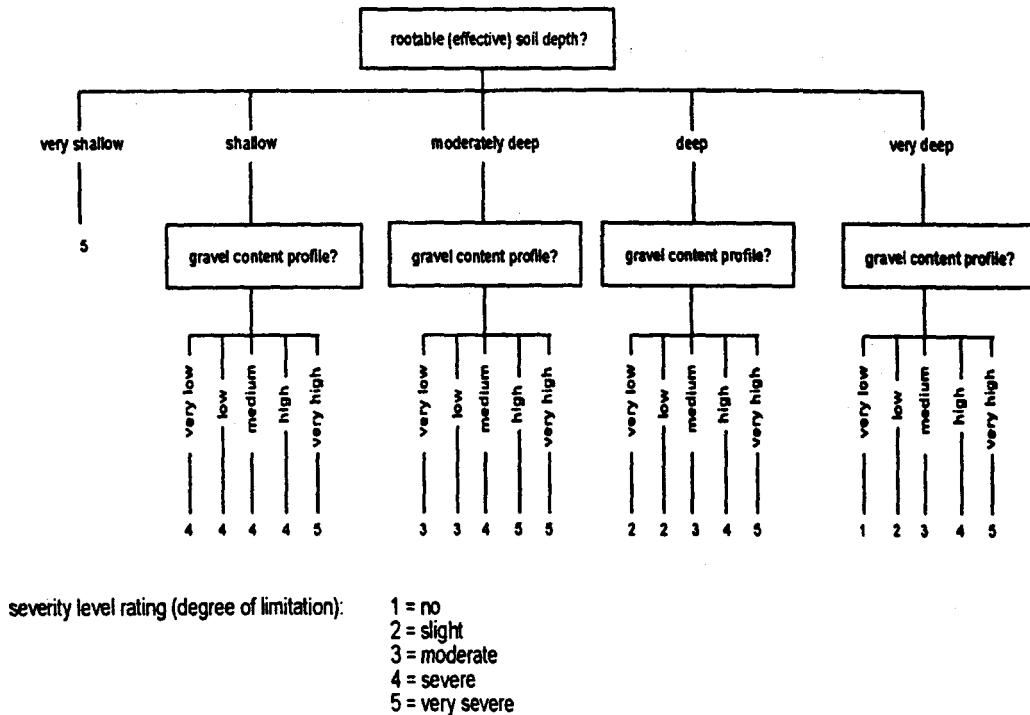 rootable (effective) soil depth?
very shallow shallow moderately deep deep very deep
5
gravel content profile? gravel content profile? gravel content profile? gravel content profile?
very low low medium high very high very low low medium high very high very low low medium high very high very low low medium high very high
4 4 4 4 5 3 3 4 5 5 2 2 3 4 5 1 2 3 4 5
severity level rating (degree of limitation): 1 = no
2 = slight
3 = moderate
4 = severe
5 = very severe